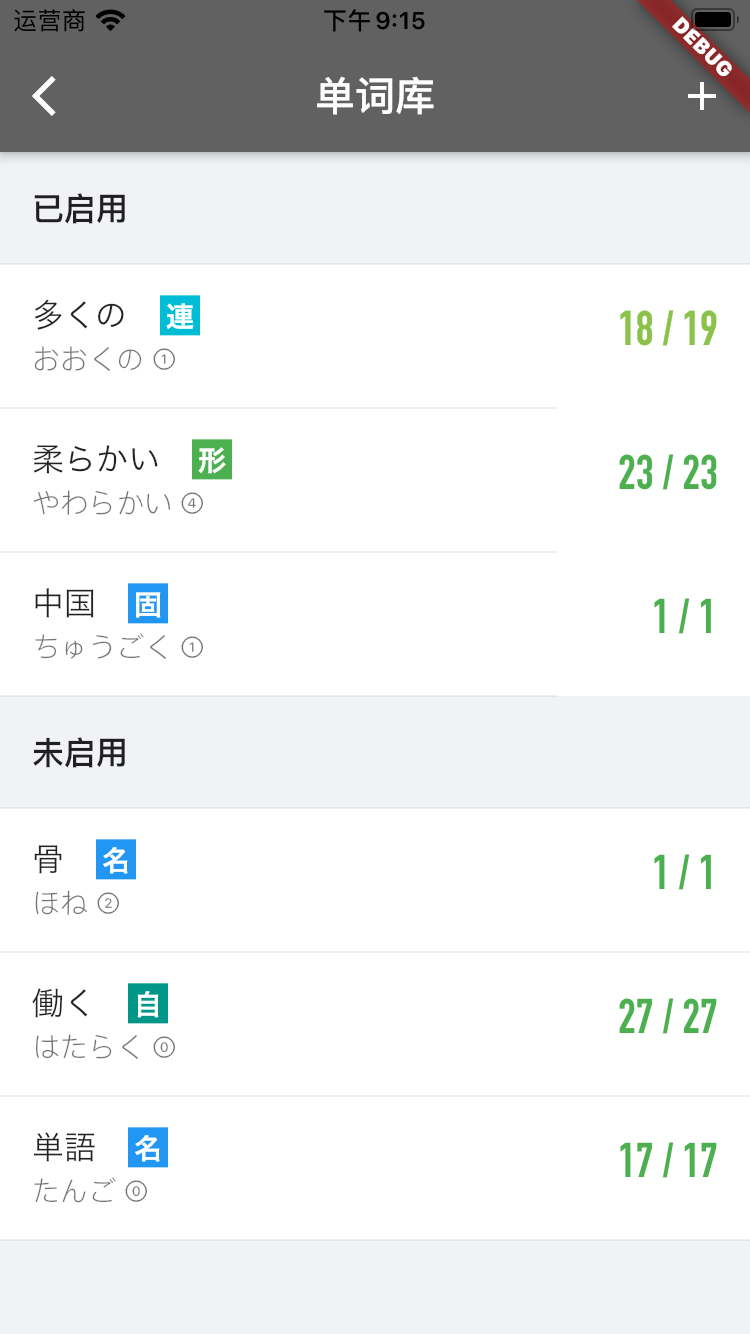 运营商 下午9:15
DEBUG
单词库
已启用
多くの 連
おおくの ①
18 / 19
柔らかい 形
やわらかい ④
23 / 23
中国 固
ちゅうごく ①
1 / 1
未启用
骨 名
ほね ②
1 / 1
働く 自
はたらく ⓪
27 / 27
単語 名
たんご ⓪
17 / 17